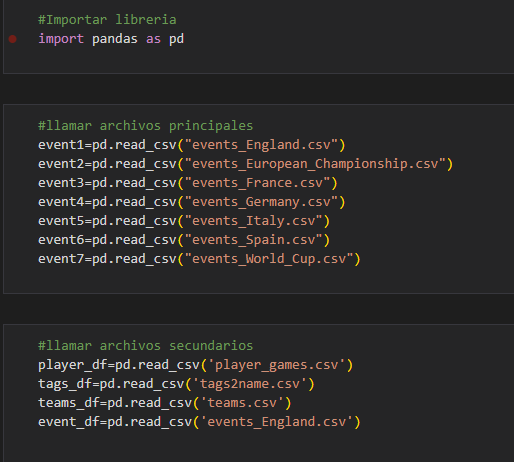 #Importar libreria
import pandas as pd
#llamar archivos principales
event1=pd.read_csv("events_England.csv")
event2=pd.read_csv("events_European_Championship.csv")
event3=pd.read_csv("events_France.csv")
event4=pd.read_csv("events_Germany.csv")
event5=pd.read_csv("events_Italy.csv")
event6=pd.read_csv("events_Spain.csv")
event7=pd.read_csv("events_World_Cup.csv")
#llamar archivos secundarios
player_df=pd.read_csv('player_games.csv')
tags_df=pd.read_csv('tags2name.csv')
teams_df=pd.read_csv('teams.csv')
event_df=pd.read_csv('events_England.csv')